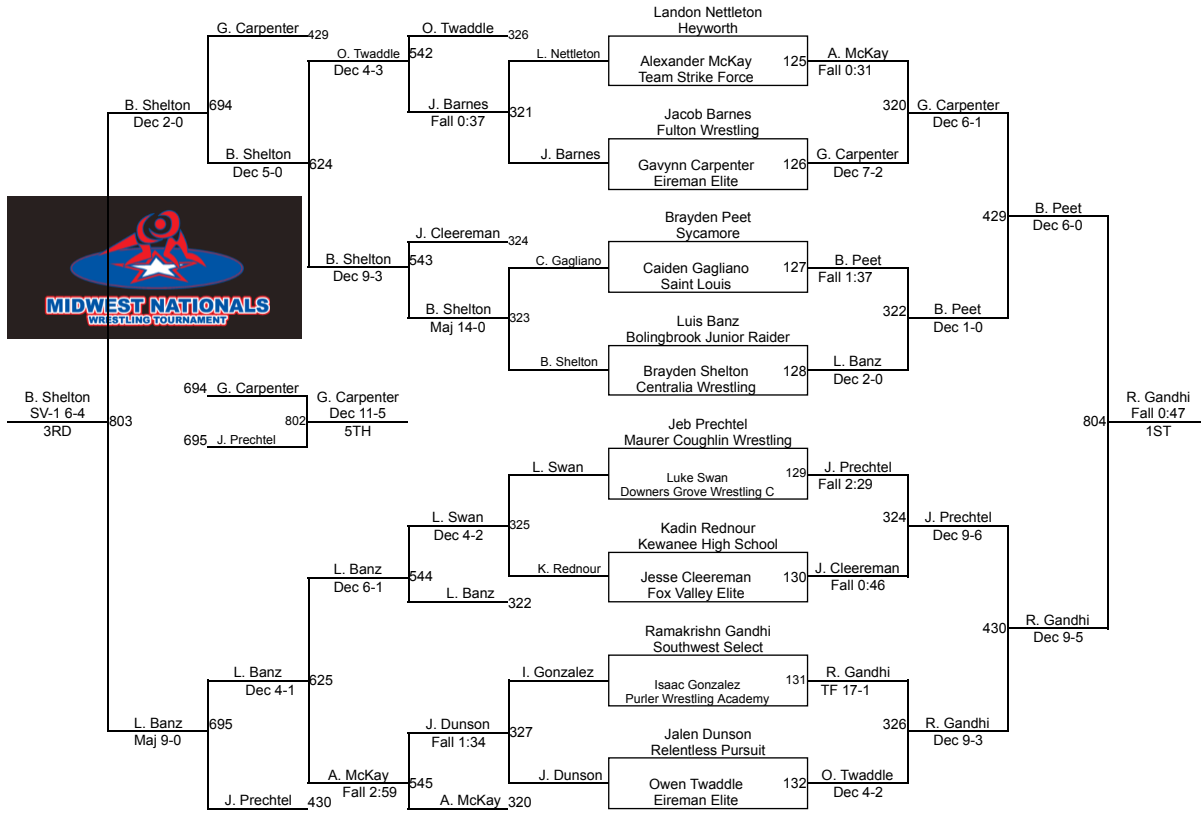 Landon Nettleton
Heyworth
G. Carpenter 429
O. Twaddle 326
O. Twaddle 542
Dec 4-3
L. Nettleton
Alexander McKay 125
Team Strike Force
A. McKay
Fall 0:31
B. Shelton 694
Dec 2-0
J. Barnes 321
Fall 0:37
Jacob Barnes
Fulton Wrestling
320 G. Carpenter
Dec 6-1
B. Shelton 624
Dec 5-0
J. Barnes
Gavynn Carpenter 126
Eireman Elite
G. Carpenter
Dec 7-2
Brayden Peet
Sycamore
429 B. Peet
Dec 6-0
J. Cleereman 324
B. Shelton 543
Dec 9-3
C. Gagliano
Caiden Gagliano 127
Saint Louis
B. Peet
Fall 1:37
MIDWEST NATIONALS
WRESTLING TOURNAMENT
B. Shelton 323
Maj 14-0
Luis Banz
Bolingbrook Junior Raider
322 B. Peet
Dec 1-0
B. Shelton
Brayden Shelton 128
Centralia Wrestling
L. Banz
Dec 2-0
B. Shelton
SV-1 6-4
3RD
803
694 G. Carpenter
695 J. Prechtel
802
G. Carpenter
Dec 11-5
5TH
804
R. Gandhi
Fall 0:47
1ST
Jeb Prechtel
Maurer Coughlin Wrestling
L. Swan
Luke Swan 129
Downers Grove Wrestling C
J. Prechtel
Fall 2:29
L. Swan 325
Dec 4-2
Kadin Rednour
Kewanee High School
324 J. Prechtel
Dec 9-6
L. Banz 544
Dec 6-1
K. Rednour
Jesse Cleereman 130
Fox Valley Elite
J. Cleereman
Fall 0:46
L. Banz 322
430 R. Gandhi
Dec 9-5
Ramakrishn Gandhi
Southwest Select
L. Banz 625
Dec 4-1
I. Gonzalez
Isaac Gonzalez 131
Purler Wrestling Academy
R. Gandhi
TF 17-1
L. Banz 695
Maj 9-0
J. Dunson 327
Fall 1:34
Jalen Dunson
Relentless Pursuit
326 R. Gandhi
Dec 9-3
A. McKay 545
Fall 2:59
J. Dunson
Owen Twaddle 132
Eireman Elite
O. Twaddle
Dec 4-2
J. Prechtel 430
A. McKay 320